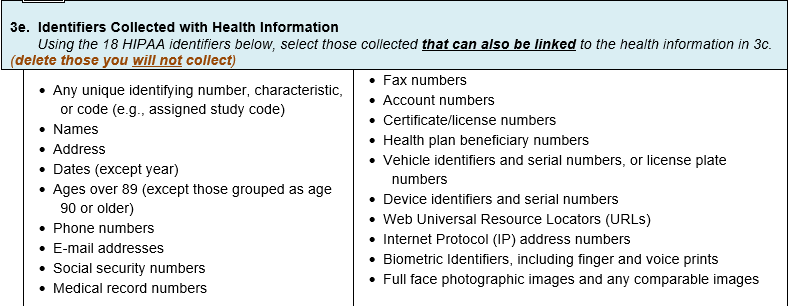 3e. Identifiers Collected with Health Information
Using the 18 HIPAA identifiers below, select those collected that can also be linked to the health information in 3c.
(delete those you will not collect)
• Any unique identifying number, characteristic,
or code (e.g., assigned study code)
• Names
• Address
• Dates (except year)
• Ages over 89 (except those grouped as age
90 or older)
• Phone numbers
• E-mail addresses
• Social security numbers
• Medical record numbers
• Fax numbers
• Account numbers
• Certificate/license numbers
• Health plan beneficiary numbers
• Vehicle identifiers and serial numbers, or license plate
numbers
• Device identifiers and serial numbers
• Web Universal Resource Locators (URLs)
• Internet Protocol (IP) address numbers
• Biometric Identifiers, including finger and voice prints
• Full face photographic images and any comparable images